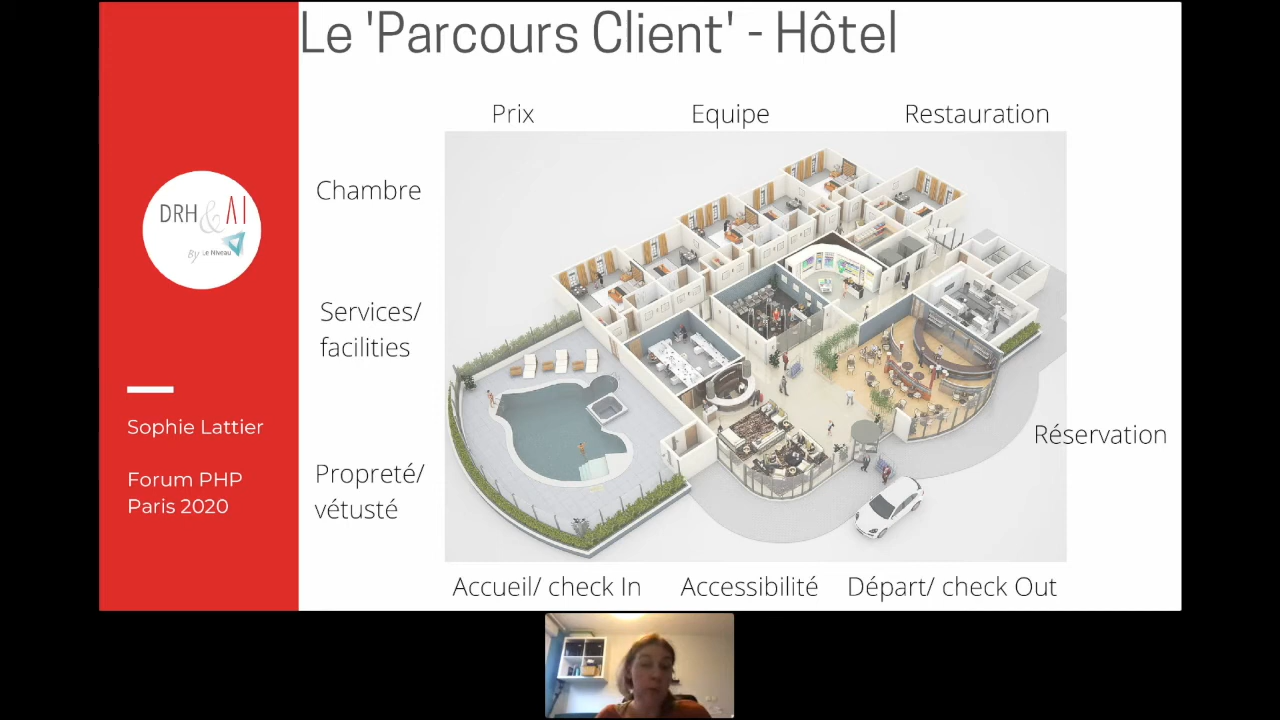 Le 'Parcours Client' - Hôtel
Prix
Equipe
Restauration
Chambre
DRH & AI
By Le Niveau
Services/
facilities
Sophie Lattier
Réservation
Forum PHP
Paris 2020
Propreté/
vétusté
Accueil/ check In
Accessibilité
Départ/ check Out